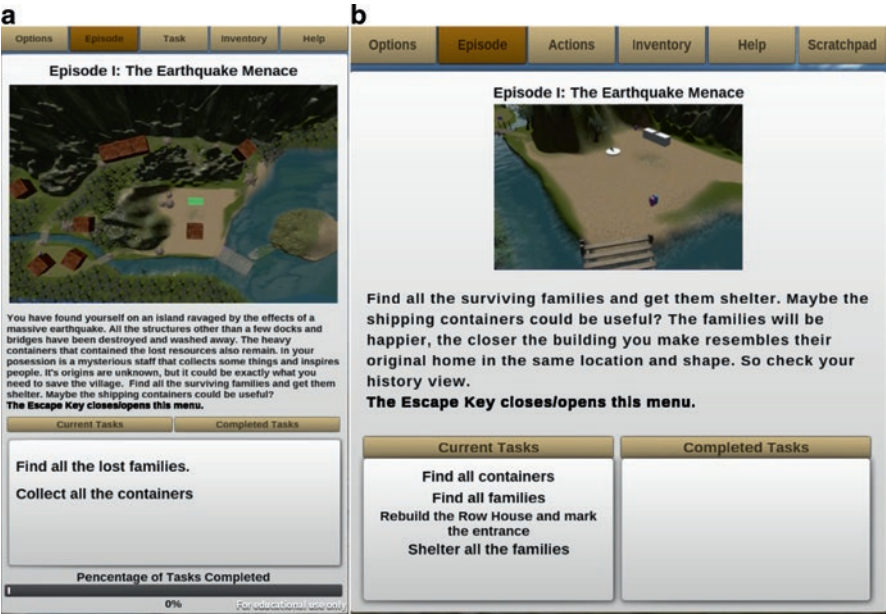 a
Options Episode Task Inventory Help
Episode I: The Earthquake Menace
You have found yourself on an island ravaged by the effects of a
massive earthquake. All the structures other than a few docks and
bridges have been destroyed and washed away. The heavy
containers that contained the lost resources also remain. In your
posession is a mysterious staff that collects some things and inspires
people. It's origins are unknown, but it could be exactly what you
need to save the village. Find all the surviving families and get them
shelter. Maybe the shipping containers could be useful?
The Escape Key closes/opens this menu.
Current Tasks Completed Tasks
Find all the lost families.
Collect all the containers
Pencentage of Tasks Completed
0%
For educational use only
b
Options Episode Actions Inventory Help Scratchpad
Episode I: The Earthquake Menace
Find all the surviving families and get them shelter. Maybe the
shipping containers could be useful? The families will be
happier, the closer the building you make resembles their
original home in the same location and shape. So check your
history view.
The Escape Key closes/opens this menu.
Current Tasks Completed Tasks
Find all containers
Find all families
Rebuild the Row House and mark
the entrance
Shelter all the families